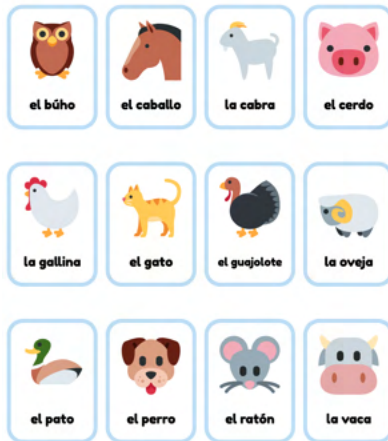 el búho
el caballo
la cabra
el cerdo
la gallina
el gato
el guajolote
la oveja
el pato
el perro
el ratón
la vaca